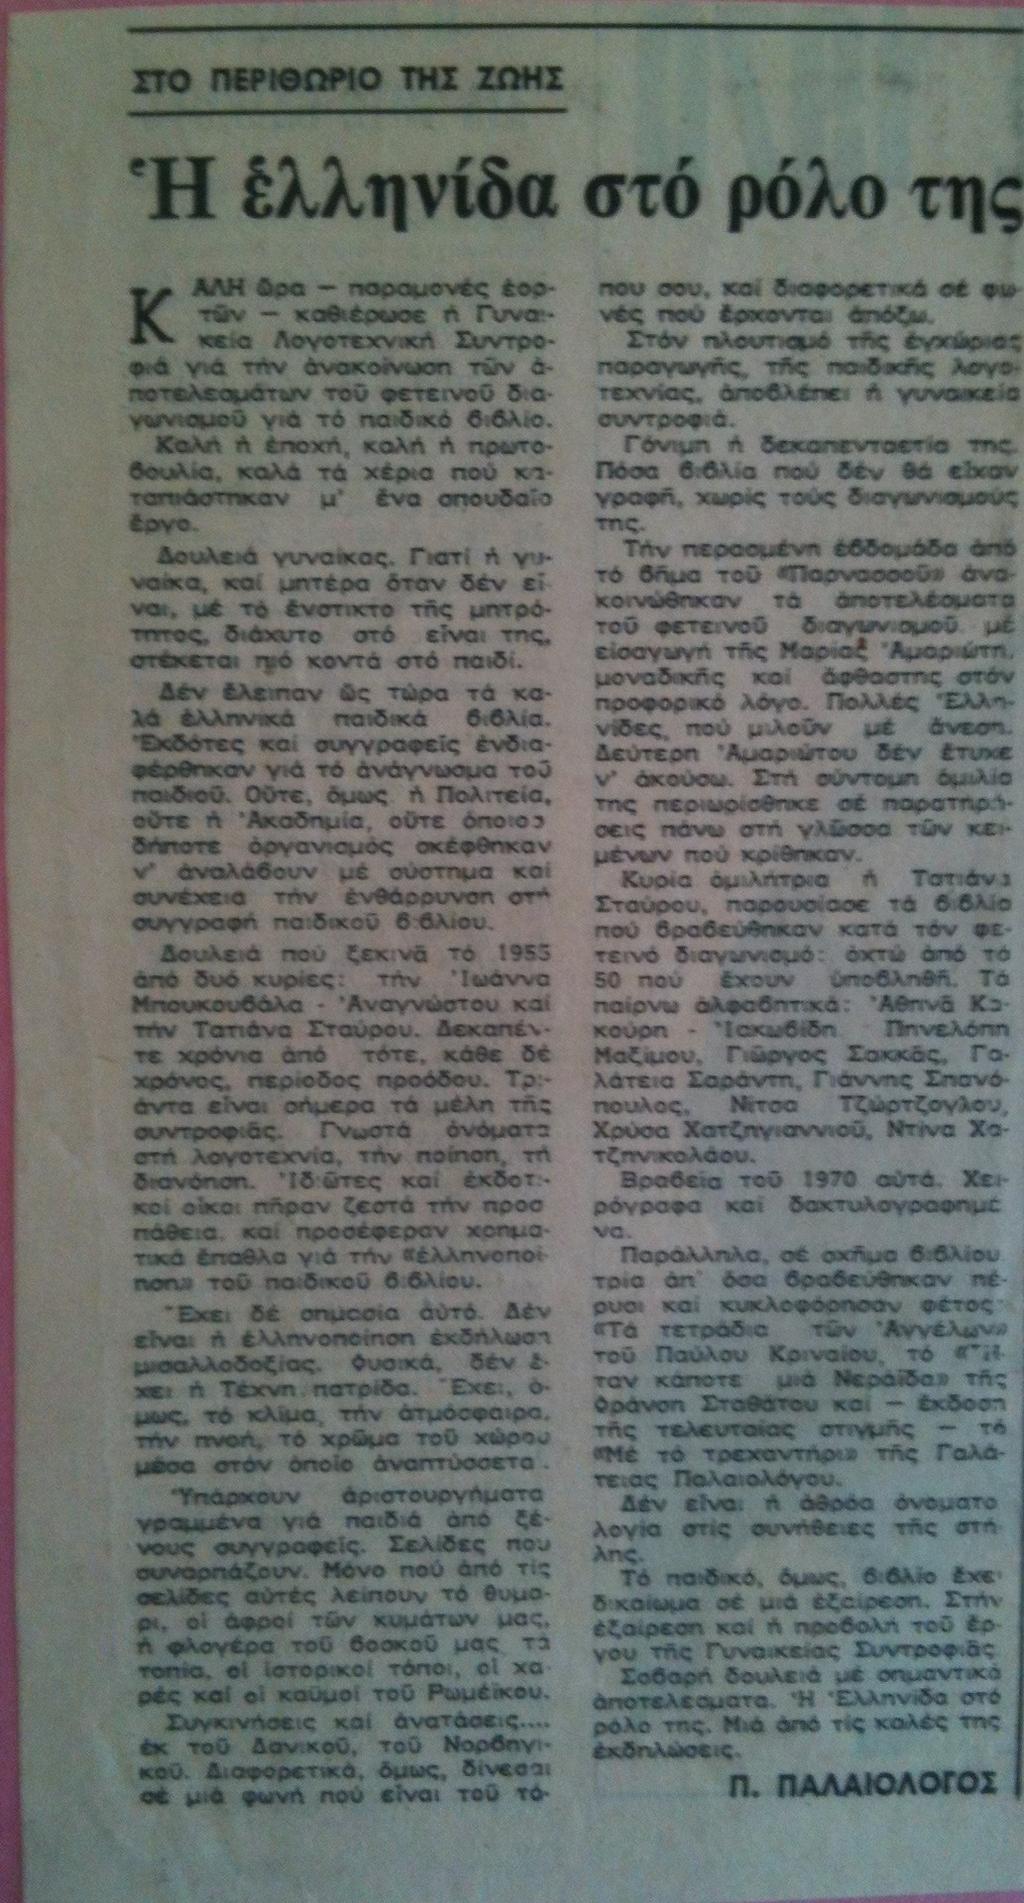 ΣΤΟ ΠΕΡΙΘΩΡΙΟ ΤΗΣ ΖΩΗΣ
Ἡ ἑλληνίδα στό ρόλο της
ΚΑΛΗ ὥρα — παραμονές ἑορ-
τῶν — καθιέρωσε ἡ Γυναι-
κεία Λογοτεχνική Συντρο-
φιά γιά τήν ἀνακοίνωση τῶν ἀ-
ποτελεσμάτων τοῦ φετεινοῦ δια-
γωνισμοῦ γιά τό παιδικό βιβλίο.
Καλή ἡ ἐποχή, καλή ἡ πρωτο-
βουλία, καλά τά χέρια πού κα-
ταπιάστηκαν μ' ἕνα σπουδαῖο
ἔργο.
Δουλειά γυναίκας. Γιατί ἡ γυ-
ναίκα, καί μητέρα ὅταν δέν εἶ-
ναι, μέ τό ἔνστικτο τῆς μητρό-
τητος, διάχυτο στό εἶναι της,
στέκεται πιό κοντά στό παιδί.
Δέν ἔλειπαν ὥς τώρα τά κα-
λά ἑλληνικά παιδικά βιβλία.
Ἐκδότες καί συγγραφεῖς ἐνδια-
φέρθηκαν γιά τό ἀνάγνωσμα τοῦ
παιδιοῦ. Οὔτε, ὅμως ἡ Πολιτεία,
οὔτε ἡ Ἀκαδημία, οὔτε ὁποιοσ
δήποτε ὀργανισμός σκέφθηκαν
ν' ἀναλάβουν μέ σύστημα καί
συνέχεια τήν ἐνθάρρυνση στή
συγγραφή παιδικοῦ βιβλίου.
Δουλειά πού ξεκινᾶ τό 1955
ἀπό δυό κυρίες: τήν Ἰωάννα
Μπουκουβάλα - Ἀναγνώστου καί
τήν Τατιάνα Σταύρου. Δεκαπέν-
τε χρόνια ἀπό τότε, κάθε δέ
χρόνος, περίοδος προόδου. Τρι-
άντα εἶναι σήμερα τά μέλη τῆς
συντροφιᾶς. Γνωστά ὀνόματα
στή λογοτεχνία, τήν ποίηση, τή
διανόηση. Ἰδιῶτες καί ἐκδοτι-
κοί οἶκοι πῆραν ζεστά τήν προσ
πάθεια καί προσέφεραν χρημα-
τικά ἔπαθλα γιά τήν «ἑλληνοποί
ηση» τοῦ παιδικοῦ βιβλίου.
Ἔχει δέ σημασία αὐτό. Δέν
εἶναι ἡ ἑλληνοποίηση ἐκδήλωση
μισαλλοδοξίας. Φυσικά, δέν ἔ-
χει ἡ Τέχνη πατρίδα. Ἔχει, ὅ-
μως, τό κλῖμα, τήν ἀτμόσφαιρα,
τήν πνοή, τό χρῶμα τοῦ χώρου
μέσα στόν ὁποῖο ἀναπτύσσεται.
Ὑπάρχουν ἀριστουργήματα
γραμμένα γιά παιδιά ἀπό ξέ-
νους συγγραφεῖς. Σελίδες που
συναρπάζουν. Μόνο πού ἀπό τίς
σελίδες αὐτές λείπουν τό θυμά-
ρι, οἱ ἀφροί τῶν κυμάτων μας,
ἡ φλογέρα τοῦ βοσκοῦ μας τά
τοπία, οἱ ἱστορικοί τόποι, οἱ χα-
ρές καί οἱ καϋμοί τοῦ Ρωμέϊκου.
Συγκινήσεις καί ἀνατάσεις....
ἐκ τοῦ Δανικοῦ, τοῦ Νορβηγι-
κοῦ. Διαφορετικά, ὅμως, δίνεσαι
σέ μιά φωνή πού εἶναι τοῦ τό-
που σου, καί διαφορετικά σέ φω-
νές πού ἔρχονται ἀπόξω.
Στόν πλουτισμό τῆς ἐγχώριας
παραγωγῆς, τῆς παιδικῆς λογο-
τεχνίας, ἀποβλέπει ἡ γυναικεία
συντροφιά.
Γόνιμη ἡ δεκαπενταετία της.
Πόσα βιβλία πού δέν θά εἶχαν
γραφῆ, χωρίς τούς διαγωνισμούς
της.
Τήν περασμένη ἑβδομάδα ἀπό
τό βῆμα τοῦ «Παρνασσοῦ» ἀνα-
κοινώθηκαν τά ἀποτελέσματα
τοῦ φετεινοῦ διαγωνισμοῦ μέ
εἰσαγωγή τῆς Μαρίας Ἀμαριώτη,
μοναδικῆς καί ἄφθαστης στόν
προφορικό λόγο. Πολλές Ἑλλη-
νίδες, πού μιλοῦν μέ ἄνεση.
Δεύτερη Ἀμαριώτου δέν ἔτυχε
ν' ἀκούσω. Στή σύντομη ὁμιλία
της περιωρίσθηκε σέ παρατηρή-
σεις πάνω στή γλῶσσα τῶν κει-
μένων πού κρίθηκαν.
Κυρία ὁμιλήτρια ἡ Τατιάνα
Σταύρου, παρουσίασε τά βιβλία
πού βραβεύθηκαν κατά τόν φε-
τεινό διαγωνισμό: ὀχτώ ἀπό τά
50 πού ἔχουν ὑποβληθῆ. Τά
παίρνω ἀλφαβητικά: Ἀθηνᾶ Κα-
κούρη - Ἰακωβίδη Πηνελόπη
Μαξίμου, Γιῶργος Σακκᾶς, Γα-
λάτεια Σαράντη, Γιάννης Σπανό-
πουλος, Νίτσα Τζώρτζογλου,
Χρύσα Χατζηγιαννιοῦ, Ντίνα Χα-
τζηνικολάου.
Βραβεῖα τοῦ 1970 αὐτά. Χει-
ρόγραφα καί δακτυλογραφημέ
να.
Παράλληλα, σέ σχῆμα βιβλίου
τρία ἀπ' ὅσα βραβεύθηκαν πέ-
ρυσι καί κυκλοφόρησαν φέτος:
«Τά τετράδια τῶν Ἀγγέλων»
τοῦ Παύλου Κριναίου, τό «Ἦ-
ταν κάποτε μιά Νεράϊδα» τῆς
Φράνση Σταθάτου καί — ἔκδοση
τῆς τελευταίας στιγμῆς — τό
«Μέ τό τρεχαντήρι» τῆς Γαλά-
τειας Παλαιολόγου.
Δέν εἶναι ἡ ἀθρόα ὀνοματο
λογία στίς συνήθειες τῆς στή
λης.
Τό παιδικό, ὅμως, βιβλίο ἔχει
δικαίωμα σέ μιά ἐξαίρεση. Στήν
ἐξαίρεση καί ἡ προβολή τοῦ ἔρ-
γου τῆς Γυναικείας Συντροφιᾶς
Σοβαρή δουλειά μέ σημαντικά
ἀποτελέσματα. Ἡ Ἑλληνίδα στό
ρόλο της. Μιά ἀπό τίς καλές της
ἐκδηλώσεις.
Π. ΠΑΛΑΙΟΛΟΓΟΣ